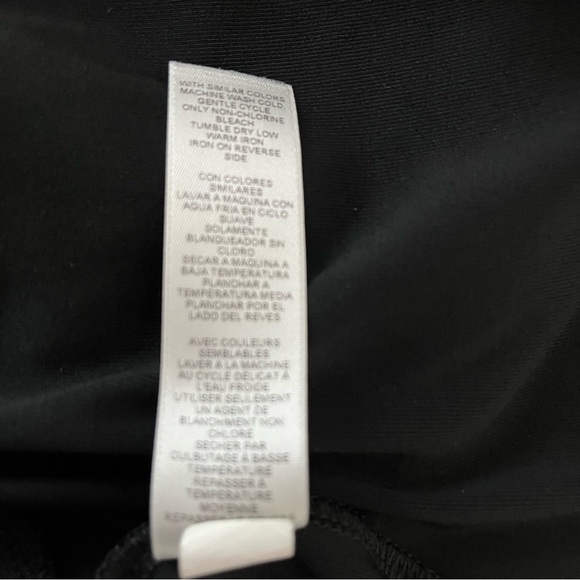 WITH SIMILAR COLORS
MACHINE WASH COLD,
GENTLE CYCLE
ONLY NON-CHLORINE
BLEACH
TUMBLE DRY LOW
WARM IRON
IRON ON REVERSE
SIDE
CON COLORES
SIMILARES
LAVAR A MAQUINA CON
AGUA FRIA EN CICLO
SUAVE
SOLAMENTE
BLANQUEADOR SIN
CLORO
SECAR A MAQUINA A
BAJA TEMPERATURA
PLANCHAR A
TEMPERATURA MEDIA
PLANCHAR POR EL
LADO DEL REVES
AVEC COULEURS
SEMBLABLES
LAVER A LA MACHINE
AU CYCLE DELICAT À
L'EAU FROIDE
UTILISER SEULEMENT
UN AGENT DE
BLANCHIMENT NON
CHLORÉ
SECHER PAR
CULBUTAGE A BASSE
TEMPERATURE
REPASSER A
TEMPERATURE
MOYENNE
REPASSER